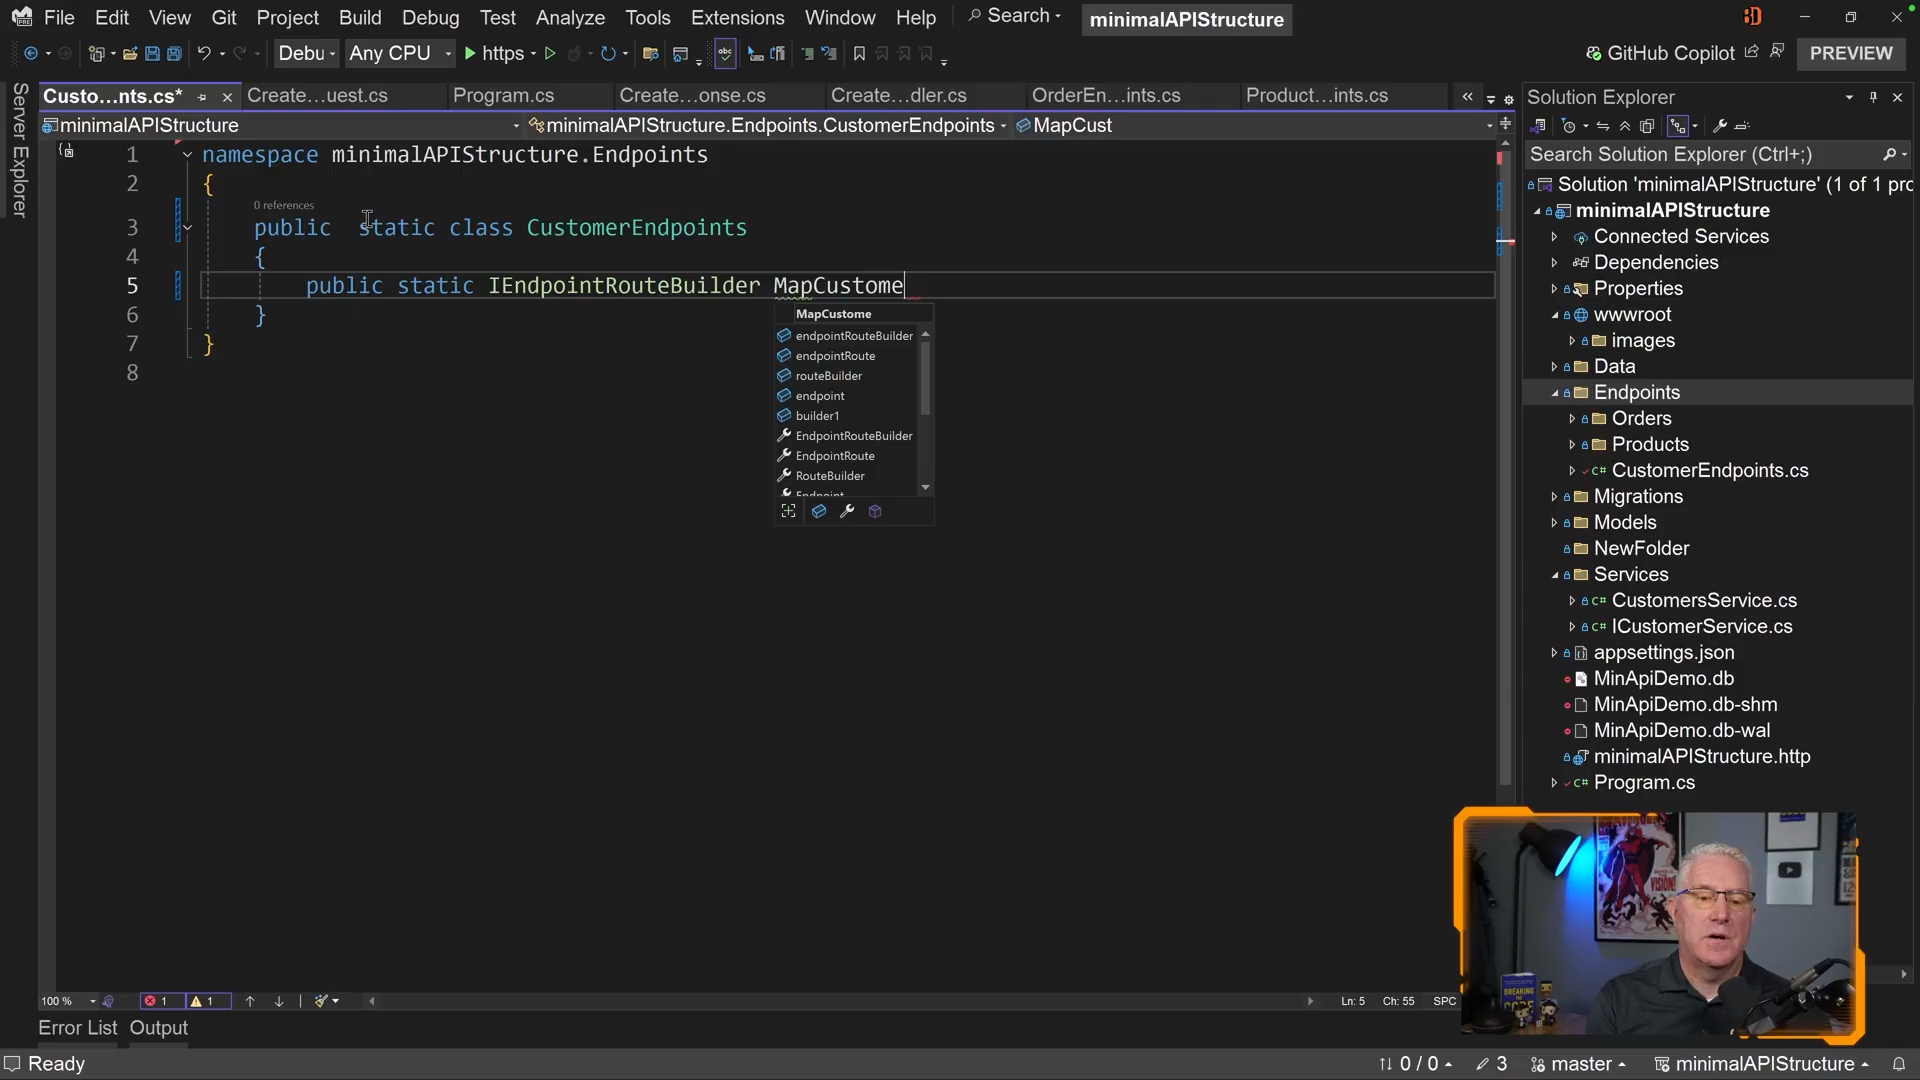 File Edit View Git Project Build Debug Test Analyze Tools Extensions Window Help Search minimalAPIStructure
Debu Any CPU https GitHub Copilot PREVIEW
Server Explorer
Custo...nts.cs* Create...uest.cs Program.cs Create...onse.cs Create...dler.cs OrderEn...ints.cs Product...ints.cs
minimalAPIStructure minimalAPIStructure.Endpoints.CustomerEndpoints MapCust
1 namespace minimalAPIStructure.Endpoints
2 {
0 references
3 public static class CustomerEndpoints
4 {
5 public static IEndpointRouteBuilder MapCustome
6 }
7 }
8
MapCustome
endpointRouteBuilder
endpointRoute
routeBuilder
endpoint
builder1
EndpointRouteBuilder
EndpointRoute
RouteBuilder
Endpoint
100 % 1 1 Ln: 5 Ch: 55 SPC
Error List Output
Ready 0 / 0 3 master minimalAPIStructure
Solution Explorer
Search Solution Explorer (Ctrl+;)
Solution 'minimalAPIStructure' (1 of 1 pro
minimalAPIStructure
Connected Services
Dependencies
Properties
wwwroot
images
Data
Endpoints
Orders
Products
CustomerEndpoints.cs
Migrations
Models
NewFolder
Services
CustomersService.cs
ICustomerService.cs
appsettings.json
MinApiDemo.db
MinApiDemo.db-shm
MinApiDemo.db-wal
minimalAPIStructure.http
Program.cs
VISION!
BREAKING
THE
CODE